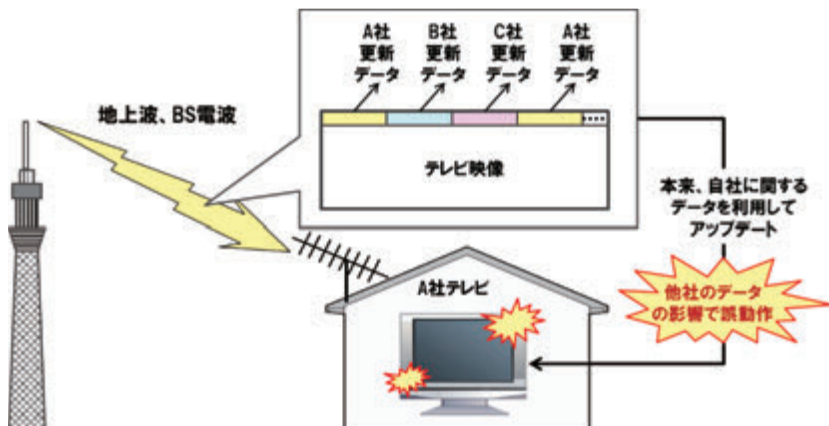 A社
更新
データ
B社
更新
データ
C社
更新
データ
A社
更新
データ
地上波、BS電波
テレビ映像
本来、自社に関する
データを利用して
アップデート
A社テレビ
他社のデータ
の影響で誤動作